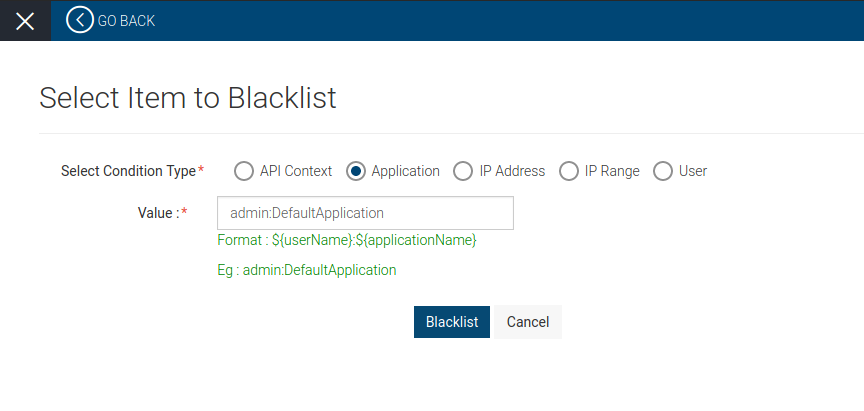 GO BACK
Select Item to Blacklist
Select Condition Type* API Context Application IP Address IP Range User
Value :* admin:DefaultApplication
Format : ${userName}:${applicationName}
Eg : admin:DefaultApplication
Blacklist Cancel